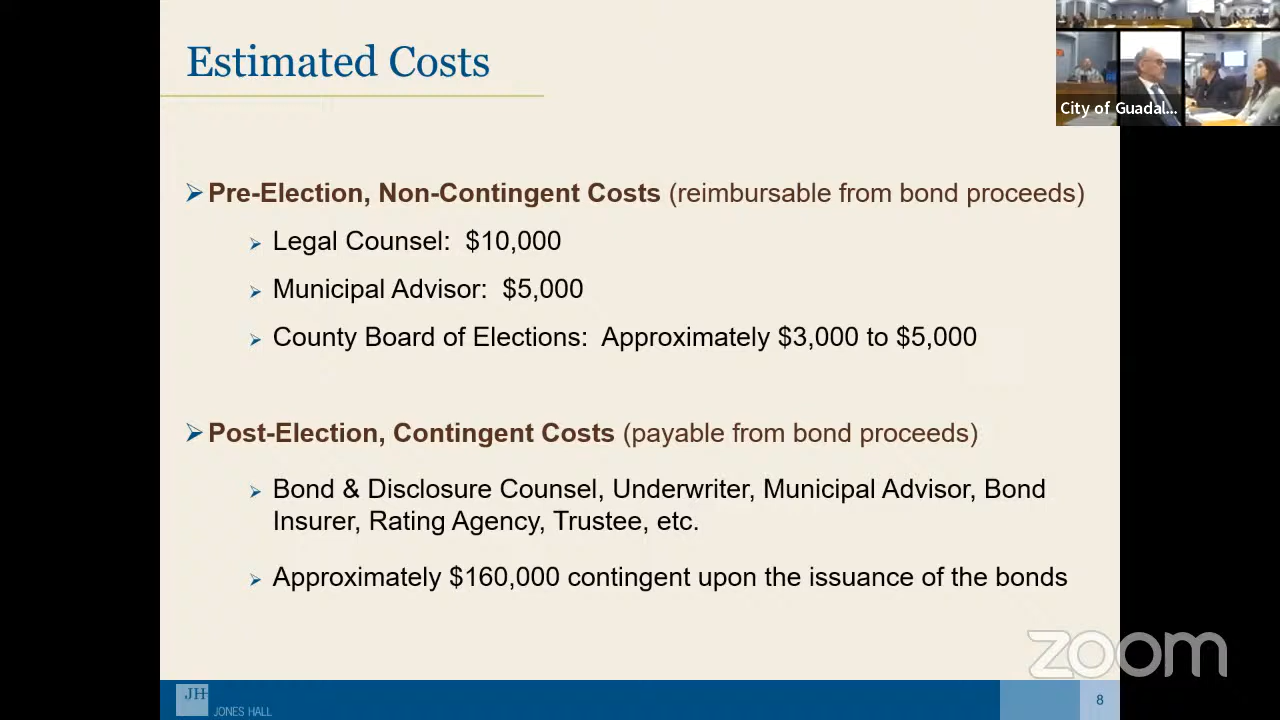 Estimated Costs
City of Guadal...
Pre-Election, Non-Contingent Costs (reimbursable from bond proceeds)
Legal Counsel: $10,000
Municipal Advisor: $5,000
County Board of Elections: Approximately $3,000 to $5,000
Post-Election, Contingent Costs (payable from bond proceeds)
Bond & Disclosure Counsel, Underwriter, Municipal Advisor, Bond
Insurer, Rating Agency, Trustee, etc.
Approximately $160,000 contingent upon the issuance of the bonds
zoom
JH
JONES HALL
8